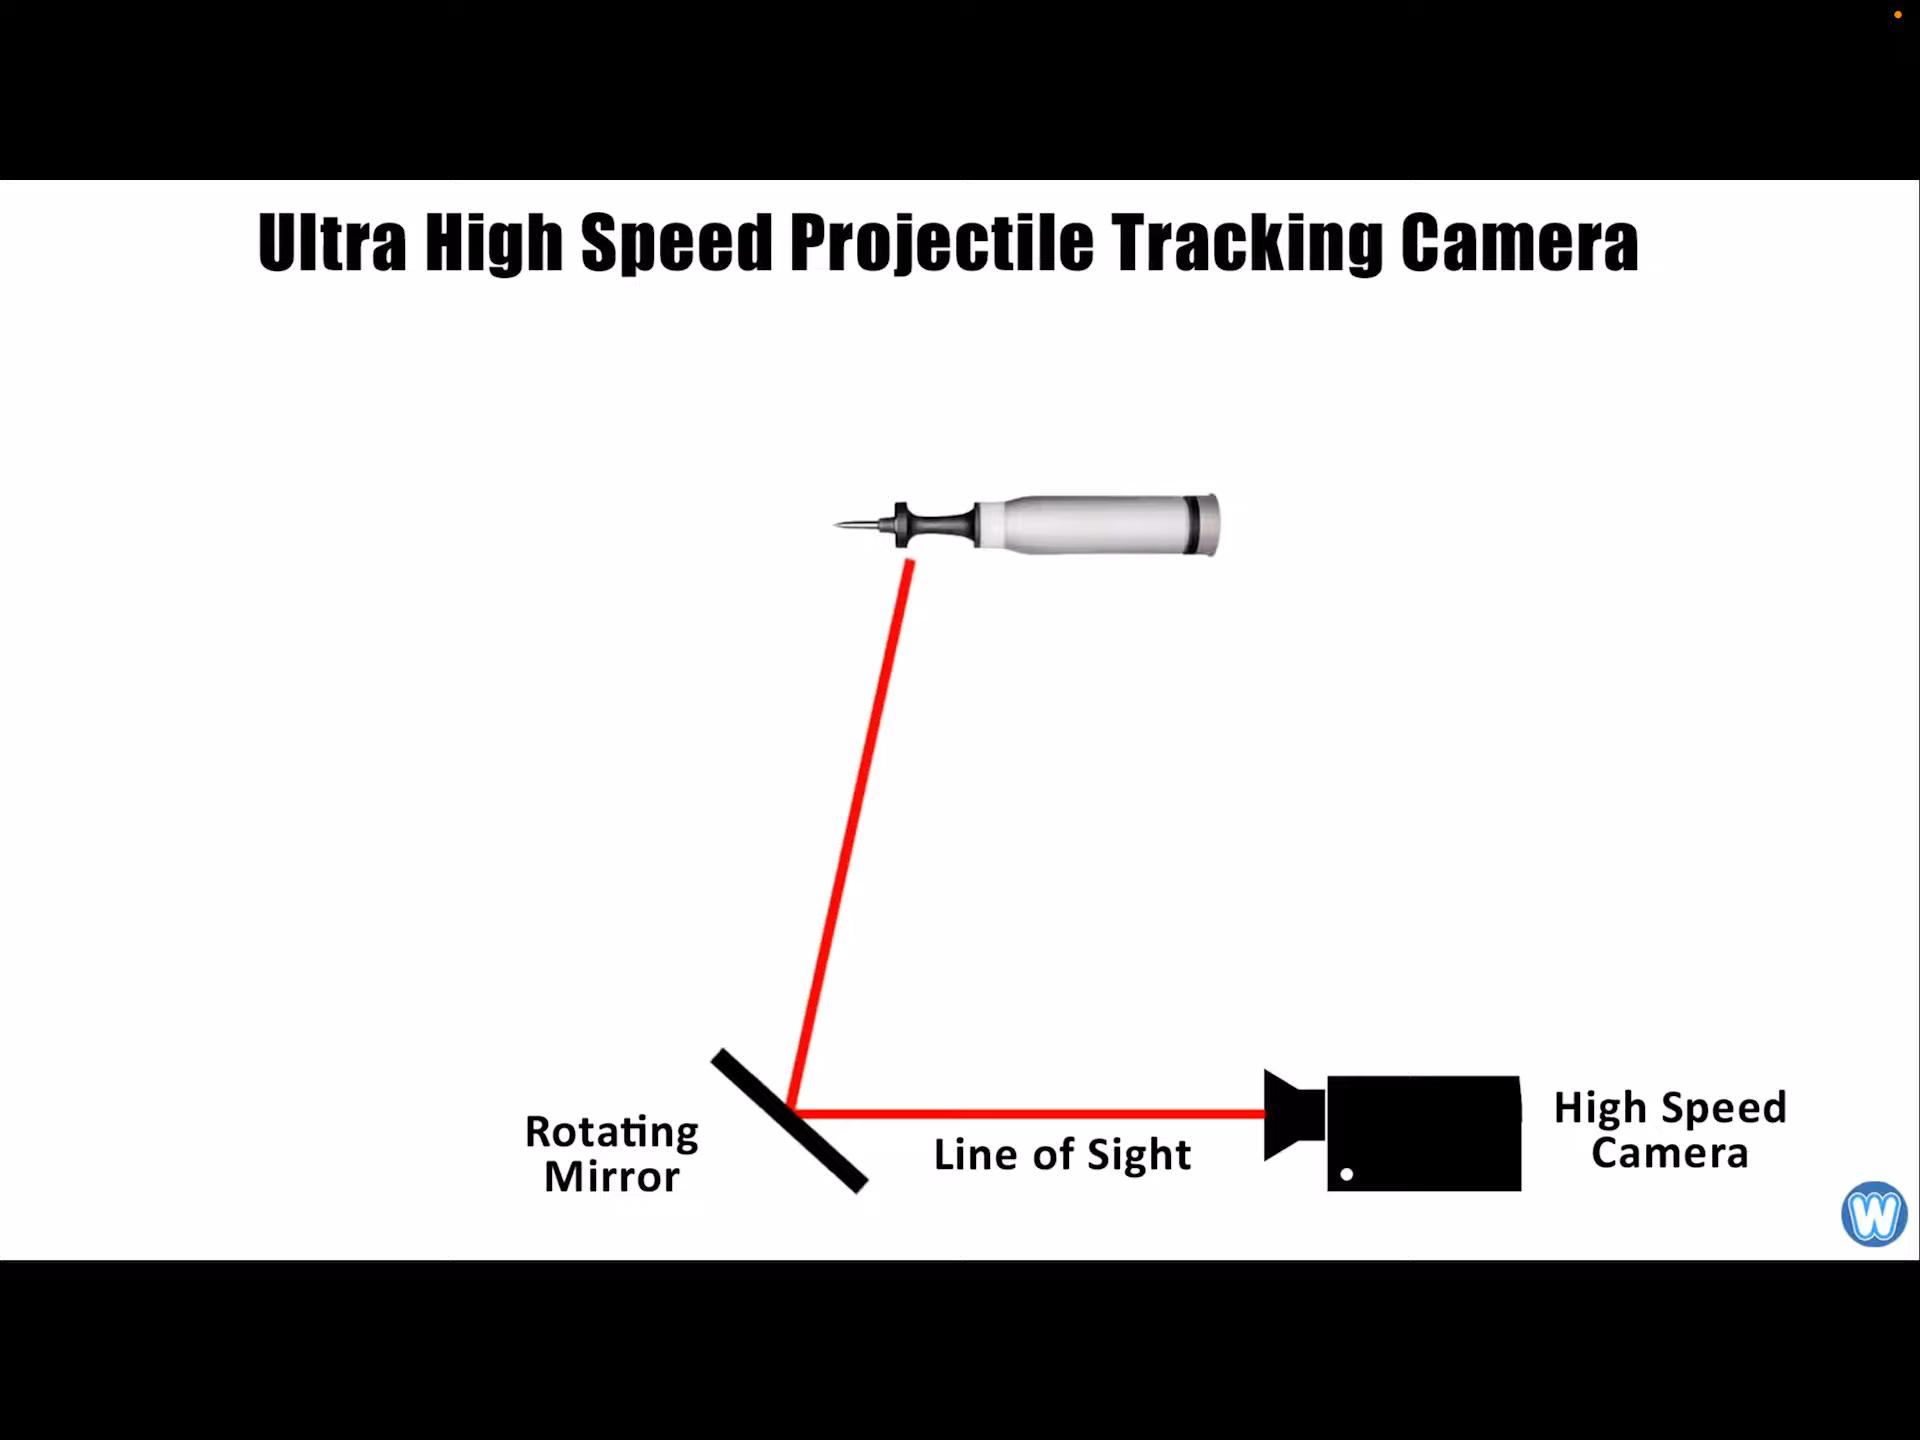 Ultra High Speed Projectile Tracking Camera
Rotating
Mirror
Line of Sight
High Speed
Camera
W